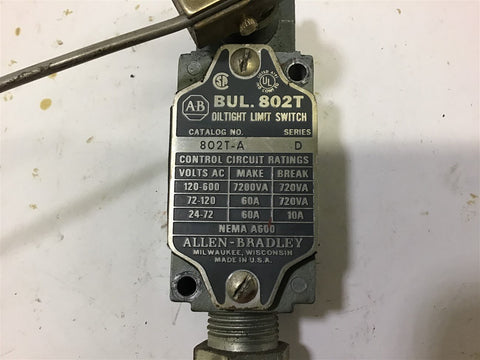 AB BUL. 802T
OILTIGHT LIMIT SWITCH
CATALOG NO. SERIES
802T-A D
CONTROL CIRCUIT RATINGS
VOLTS AC MAKE BREAK
120-600 7200VA 720VA
72-120 60A 720VA
24-72 60A 10A
NEMA A600
ALLEN-BRADLEY
MILWAUKEE, WISCONSIN
MADE IN U.S.A.